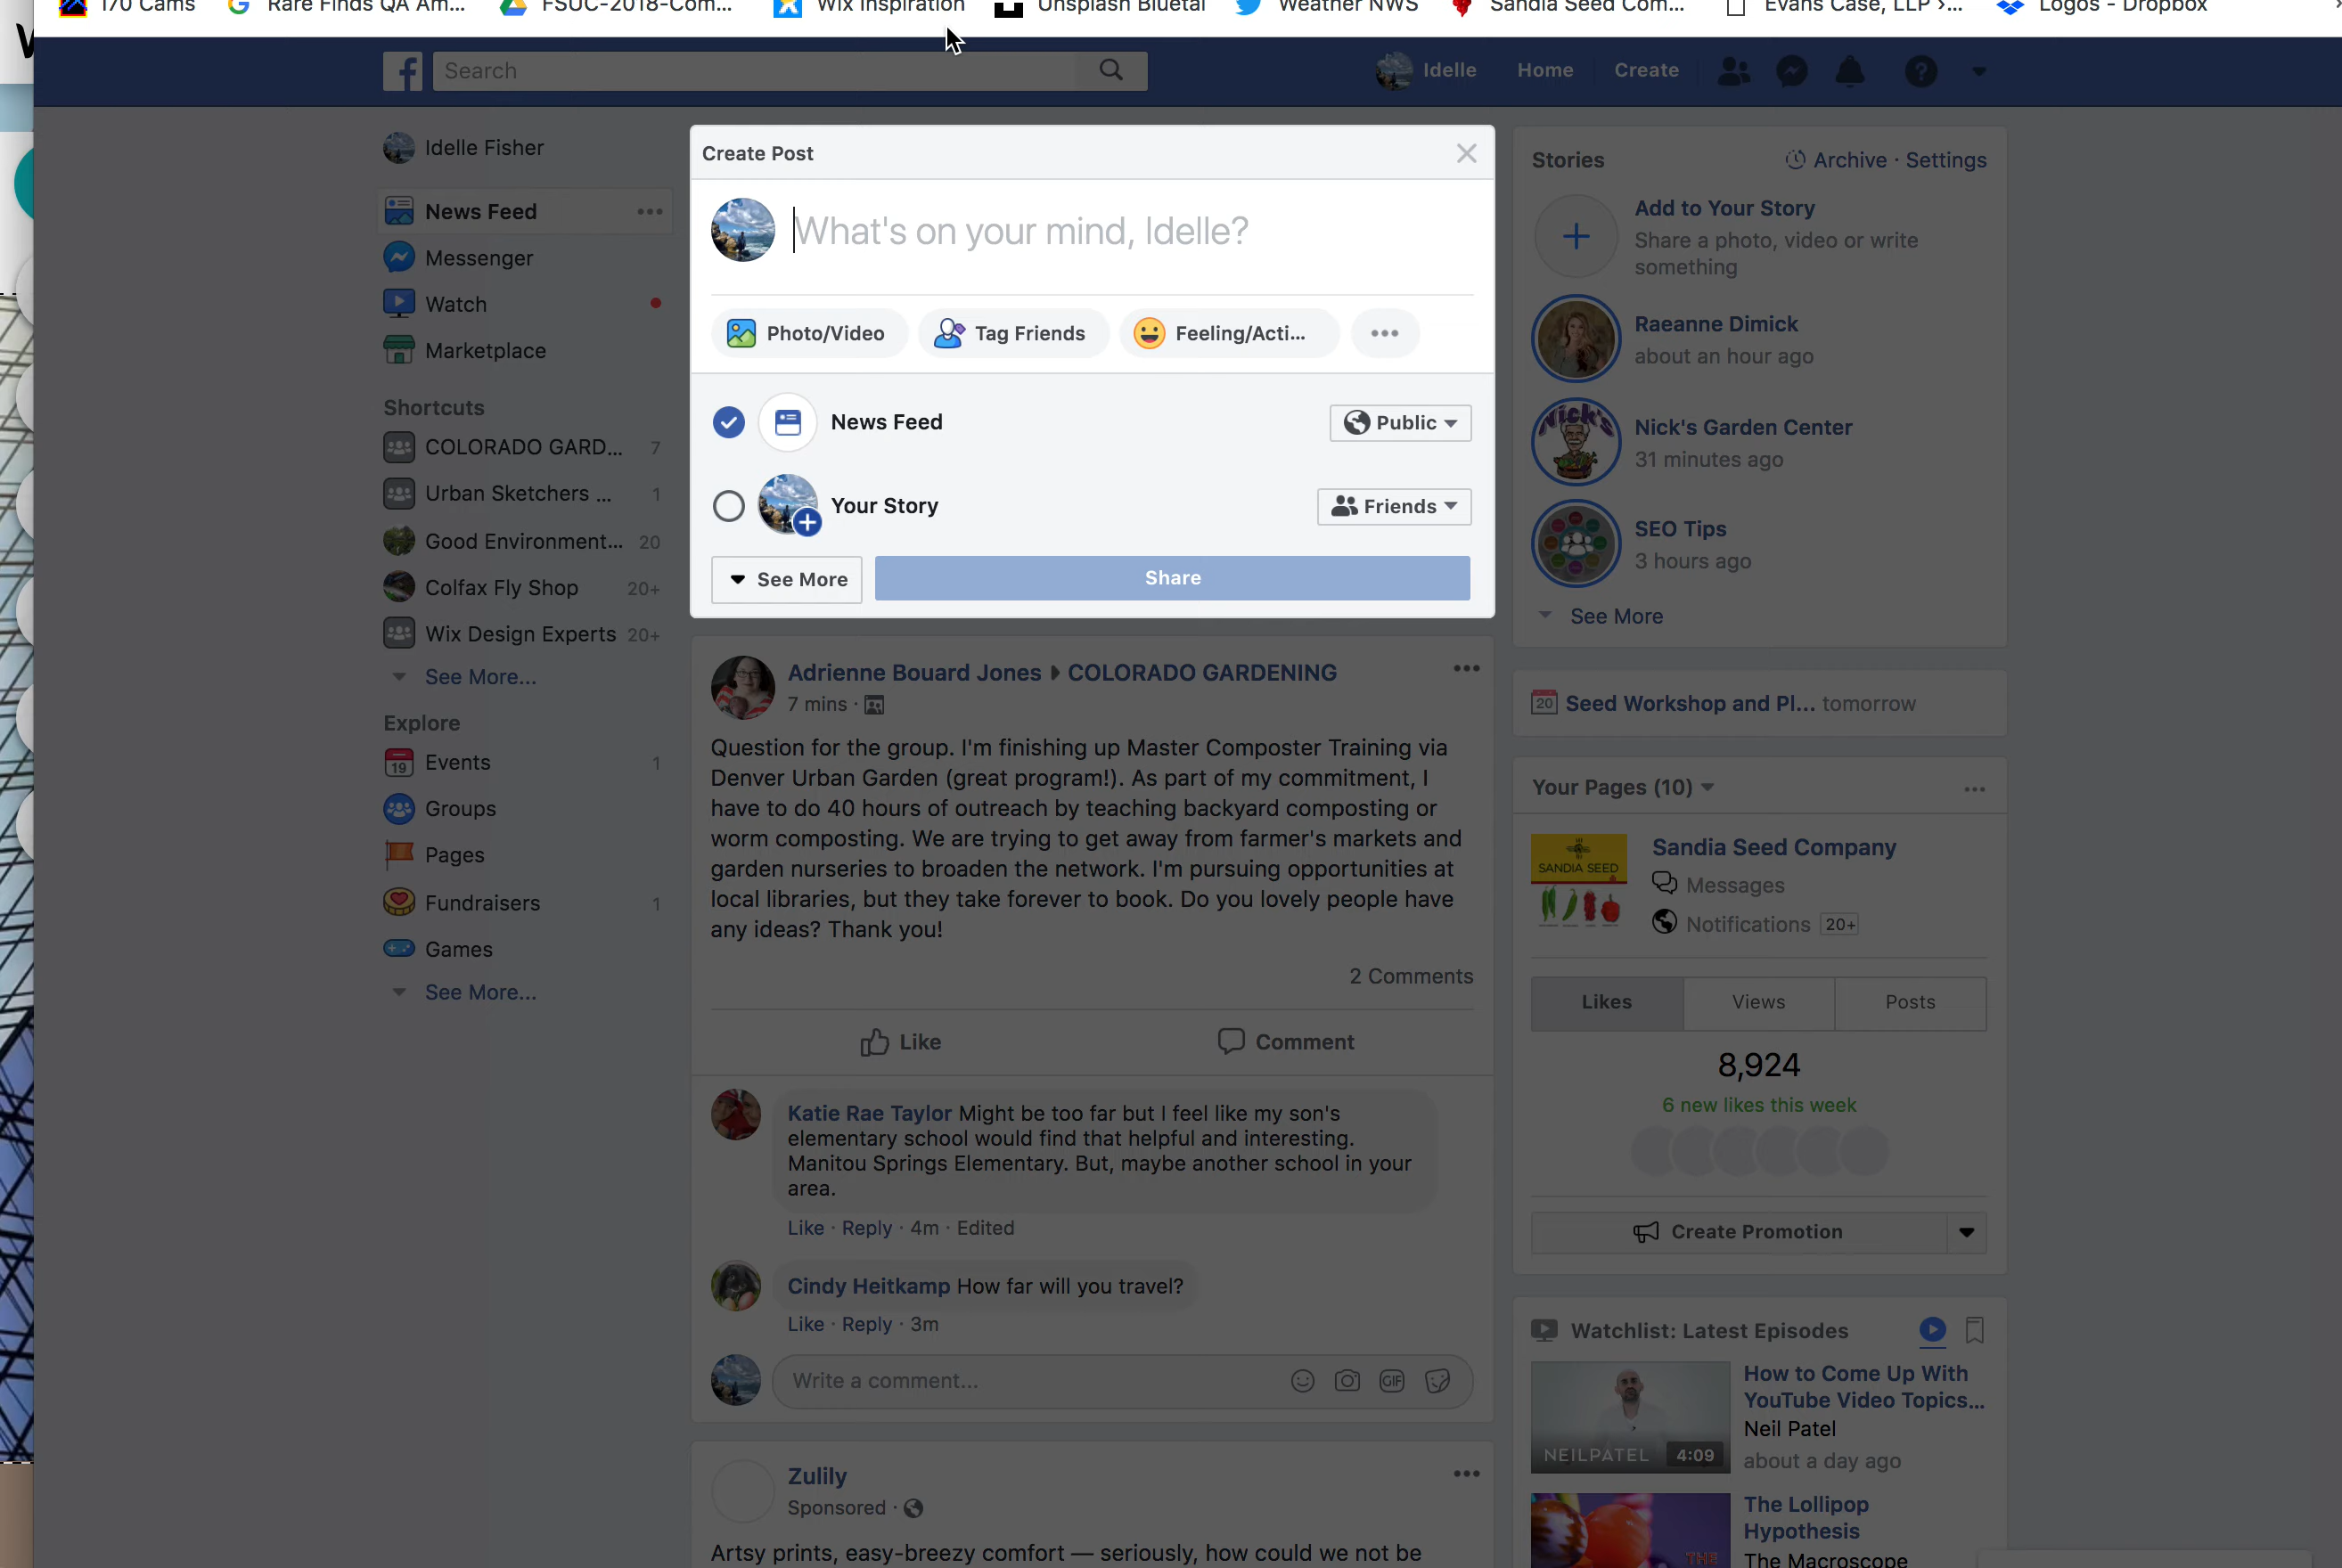 170 Cams
Rare Finds QA Am...
FSUC-2018-Com...
Wix Inspiration
Unsplash Bluetal
Weather NWS
Sandia Seed Com...
Evans Case, LLP >...
Logos - Dropbox
Search
Idelle
Home
Create
Idelle Fisher
News Feed
Messenger
Watch
Marketplace
Shortcuts
COLORADO GARD... 7
Urban Sketchers ... 1
Good Environment... 20
Colfax Fly Shop 20+
Wix Design Experts 20+
See More...
Explore
19 Events 1
Groups
Pages
Fundraisers 1
Games
See More...
Create Post
What's on your mind, Idelle?
Photo/Video
Tag Friends
Feeling/Acti...
News Feed
Public
Your Story
Friends
See More
Share
Adrienne Bouard Jones COLORADO GARDENING
7 mins ·
Question for the group. I'm finishing up Master Composter Training via
Denver Urban Garden (great program!). As part of my commitment, I
have to do 40 hours of outreach by teaching backyard composting or
worm composting. We are trying to get away from farmer's markets and
garden nurseries to broaden the network. I'm pursuing opportunities at
local libraries, but they take forever to book. Do you lovely people have
any ideas? Thank you!
2 Comments
Like
Comment
Katie Rae Taylor Might be too far but I feel like my son's
elementary school would find that helpful and interesting.
Manitou Springs Elementary. But, maybe another school in your
area.
Like · Reply · 4m · Edited
Cindy Heitkamp How far will you travel?
Like · Reply · 3m
Write a comment...
GIF
Zulily
Sponsored ·
Artsy prints, easy-breezy comfort — seriously, how could we not be
Stories
Archive · Settings
Add to Your Story
Share a photo, video or write
something
Raeanne Dimick
about an hour ago
Nick's
Nick's Garden Center
31 minutes ago
SEO Tips
3 hours ago
See More
20 Seed Workshop and Pl... tomorrow
Your Pages (10)
SANDIA SEED
Sandia Seed Company
Messages
Notifications 20+
Likes
Views
Posts
8,924
6 new likes this week
Create Promotion
Watchlist: Latest Episodes
NEILPATEL 4:09
How to Come Up With
YouTube Video Topics...
Neil Patel
about a day ago
THE
The Lollipop
Hypothesis
The Macroscope